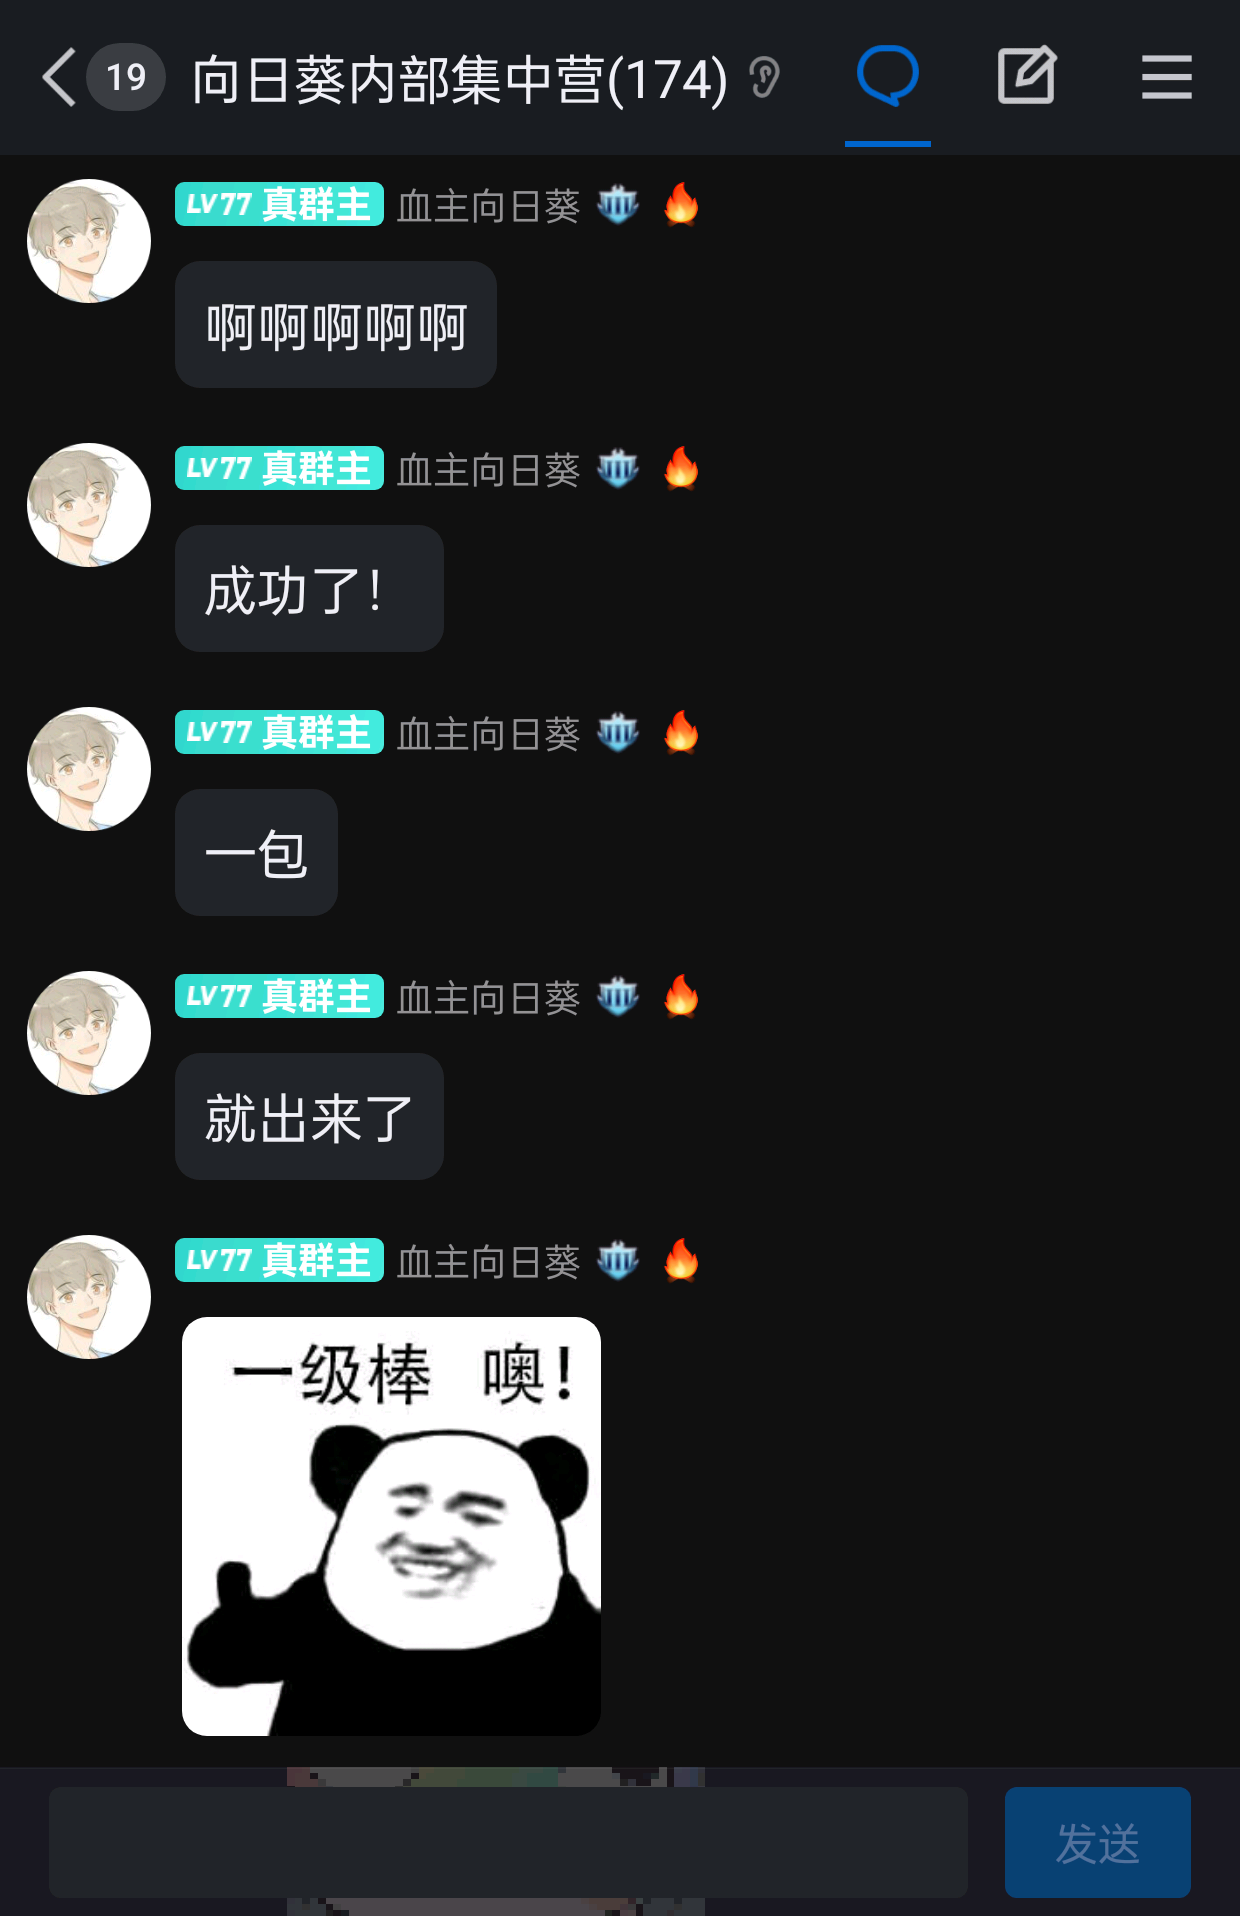 19 向日葵内部集中营(174)
LV77 真群主 血主向日葵
啊啊啊啊啊
LV77 真群主 血主向日葵
成功了！
LV77 真群主 血主向日葵
一包
LV77 真群主 血主向日葵
就出来了
LV77 真群主 血主向日葵
一级棒 噢！
发送